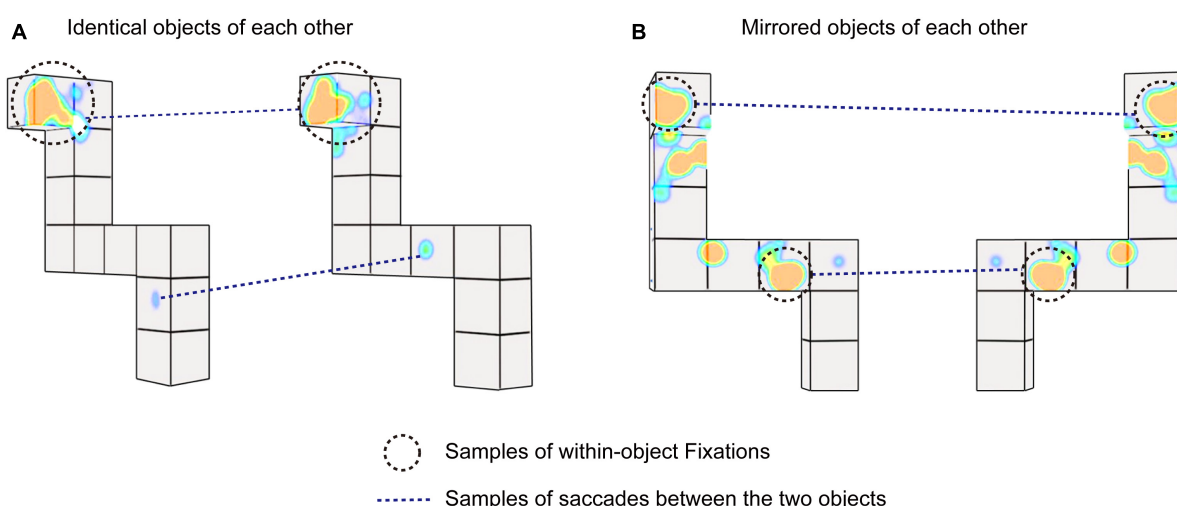 A Identical objects of each other
B Mirrored objects of each other
Samples of within-object Fixations
Samples of saccades between the two objects